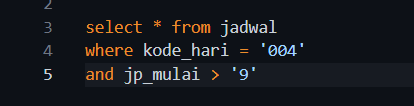 2
3 select * from jadwal
4 where kode_hari = '004'
5 and jp_mulai > '9'